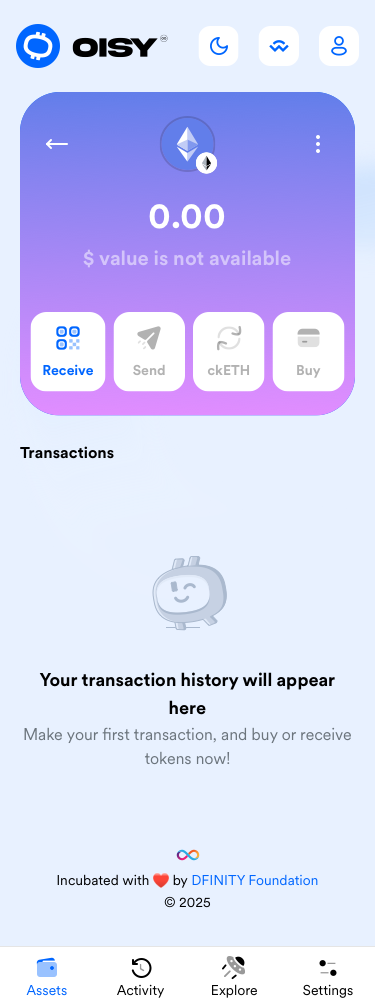 OISY
0.00
$ value is not available
Receive
Send
ckETH
Buy
Transactions
Your transaction history will appear
here
Make your first transaction, and buy or receive
tokens now!
Incubated with ❤️ by DFINITY Foundation
© 2025
Assets
Activity
Explore
Settings